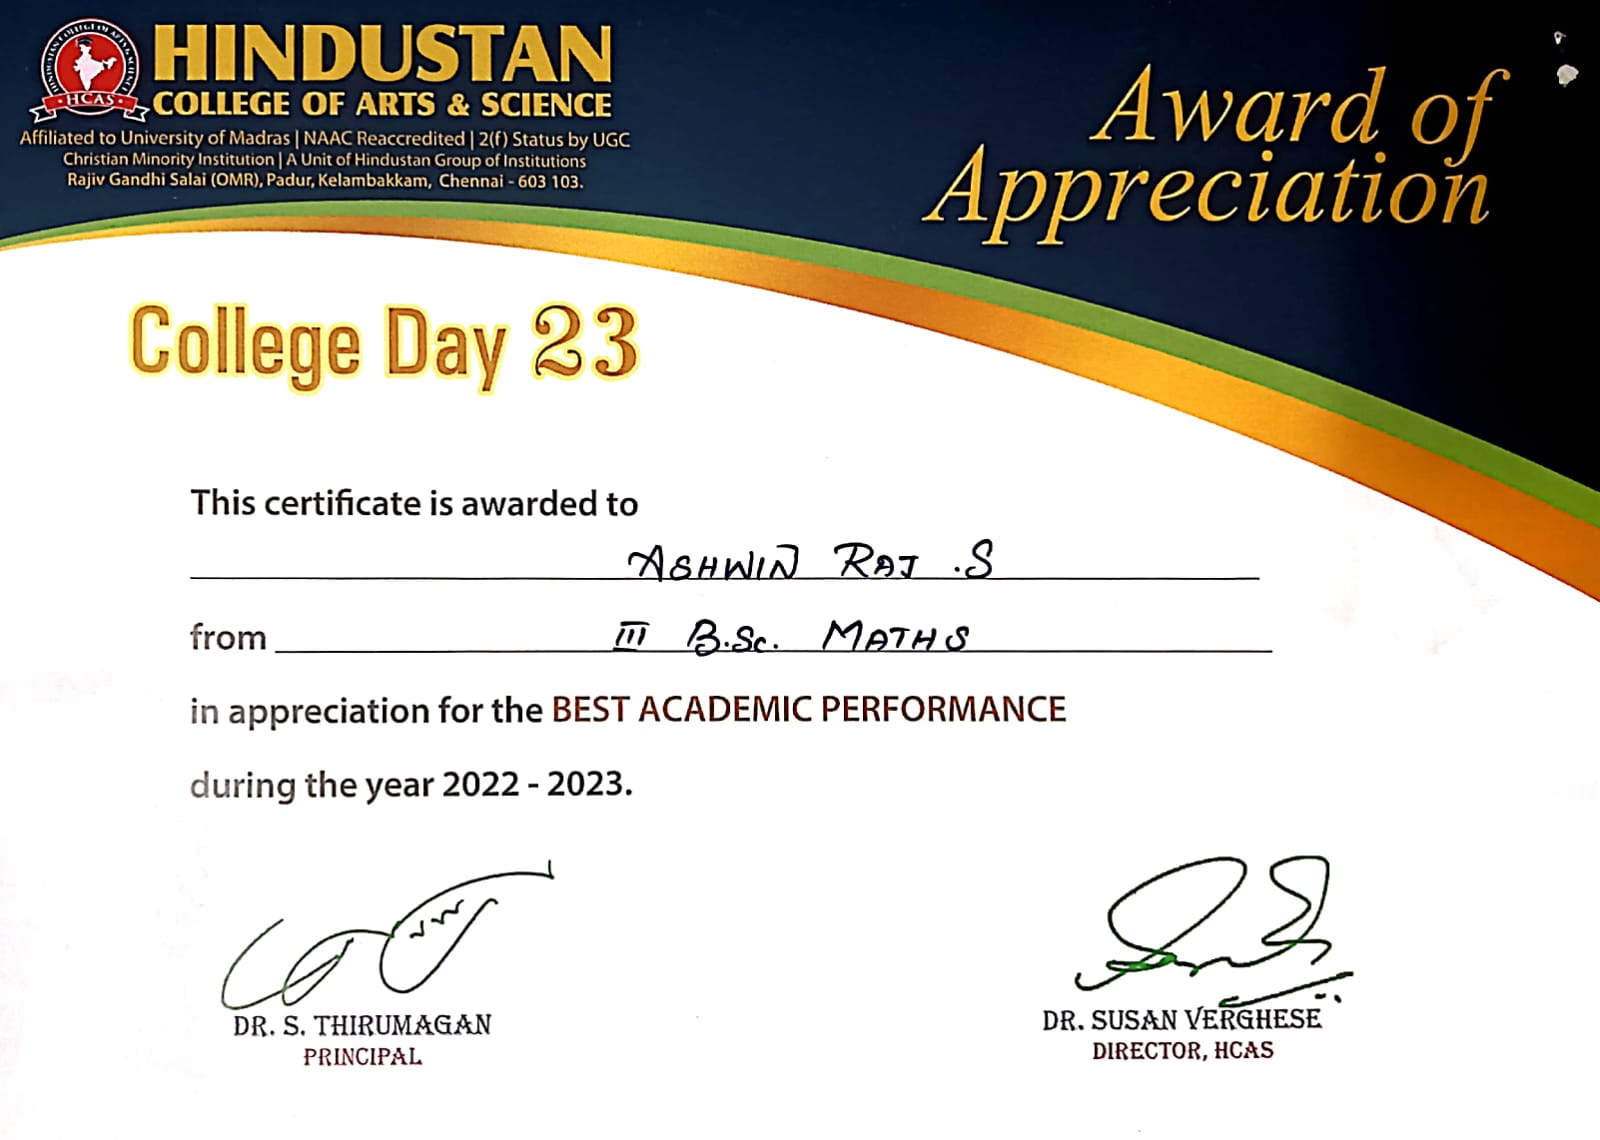 HINDUSTAN
COLLEGE OF ARTS & SCIENCE
HCAS
Affiliated to University of Madras | NAAC Reaccredited | 2(f) Status by UGC
Christian Minority Institution | A Unit of Hindustan Group of Institutions
Rajiv Gandhi Salai (OMR), Padur, Kelambakkam, Chennai - 603 103.
Award of
Appreciation
College Day 23
This certificate is awarded to
ASHWIN RAJ .S
from III B.Sc. MATHS
in appreciation for the BEST ACADEMIC PERFORMANCE
during the year 2022 - 2023.
DR. S. THIRUMAGAN
PRINCIPAL
DR. SUSAN VERGHESE
DIRECTOR, HCAS